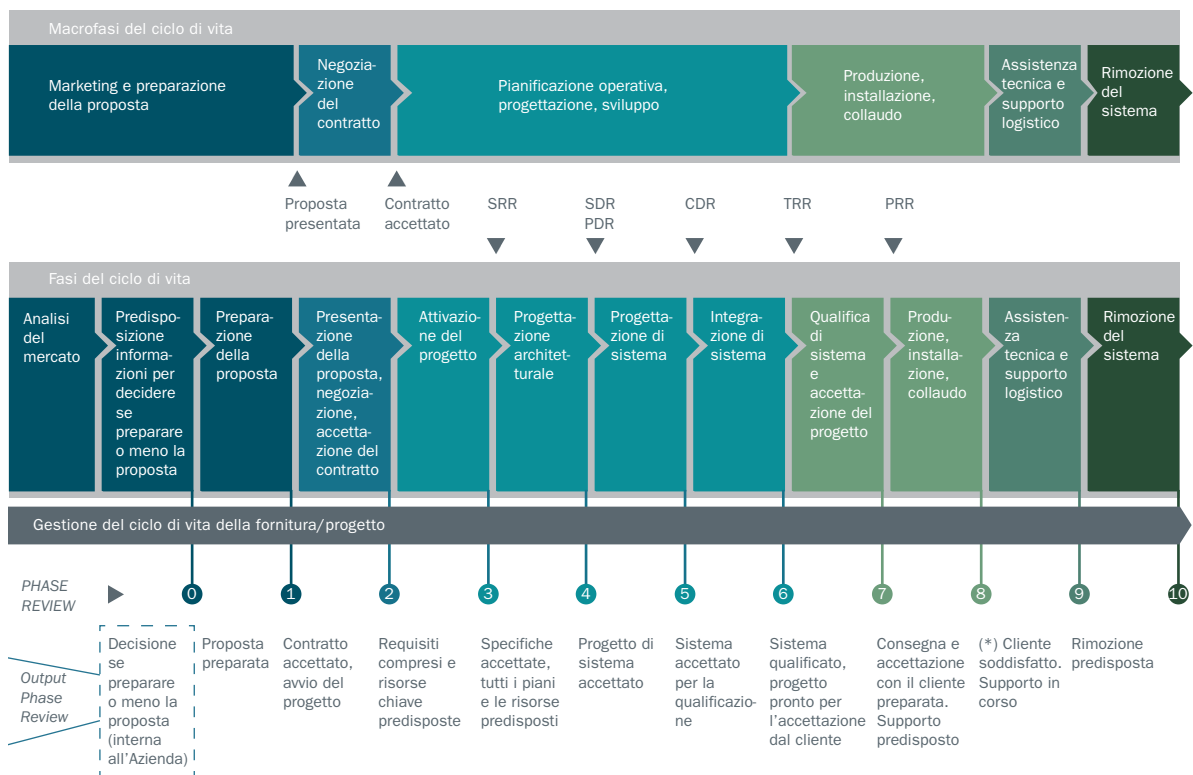 Macrofasi del ciclo di vita
Marketing e preparazione
della proposta
Negozia-
zione
del
contratto
Pianificazione operativa,
progettazione, sviluppo
Produzione,
installazione,
collaudo
Assistenza
tecnica e
supporto
logistico
Rimozione
del
sistema
Proposta
presentata
Contratto
accettato
SRR
SDR
PDR
CDR
TRR
PRR
Fasi del ciclo di vita
Analisi
del
mercato
Predispo-
sizione
informa-
zioni per
decidere
se
preparare
o meno la
proposta
Prepara-
zione
della
proposta
Presenta-
zione
della
proposta,
negozia-
zione,
accetta-
zione del
contratto
Attivazio-
ne del
progetto
Progetta-
zione
architet-
turale
Progetta-
zione di
sistema
Integra-
zione di
sistema
Qualifica
di
sistema
e
accetta-
zione del
progetto
Produ-
zione,
installa-
zione,
collaudo
Assisten-
za
tecnica e
supporto
logistico
Rimozione
del
sistema
Gestione del ciclo di vita della fornitura/progetto
PHASE
REVIEW
0
1
2
3
4
5
6
7
8
9
10
Output
Phase
Review
Decisione
se
preparare
o meno la
proposta
(interna
all'Azienda)
Proposta
preparata
Contratto
accettato,
avvio del
progetto
Requisiti
compresi e
risorse
chiave
predisposte
Specifiche
accettate,
tutti i piani
e le risorse
predisposti
Progetto di
sistema
accettato
Sistema
accettato
per la
qualificazio-
ne
Sistema
qualificato,
progetto
pronto per
l'accettazione
dal cliente
Consegna e
accettazione
con il cliente
preparata.
Supporto
predisposto
(*) Cliente
soddisfatto.
Supporto in
corso
Rimozione
predisposta